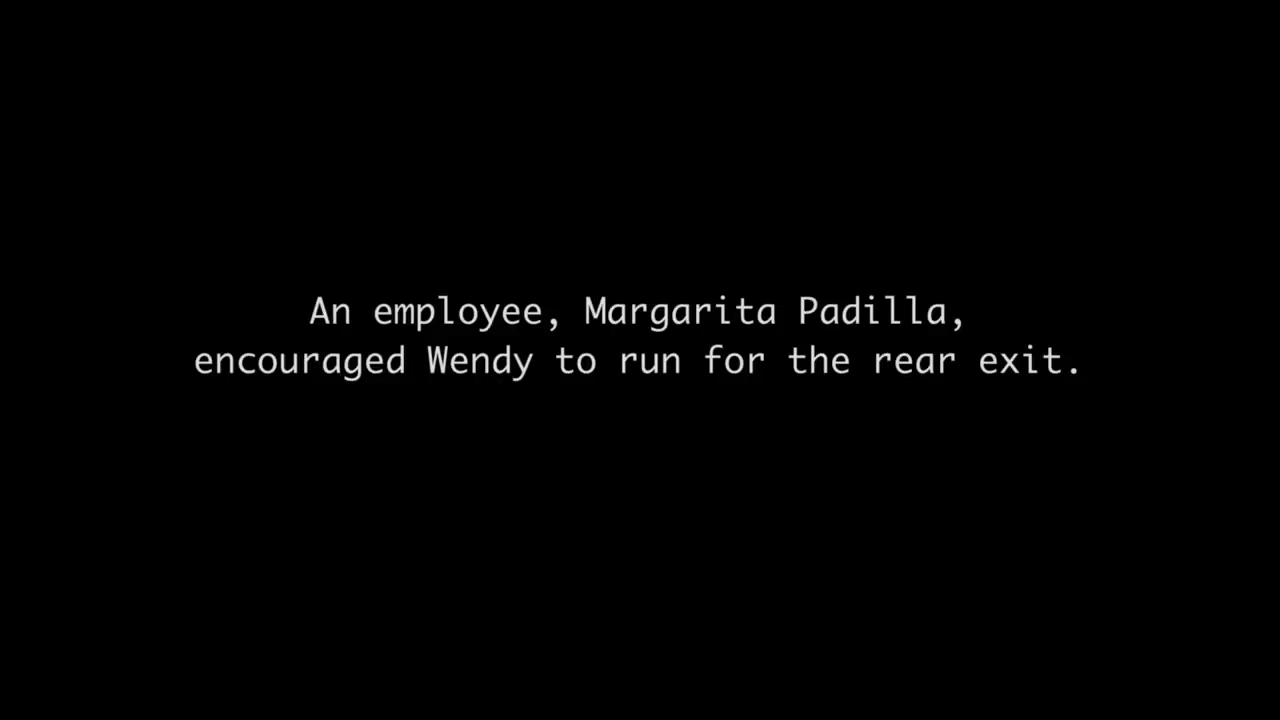 An employee, Margarita Padilla,
encouraged Wendy to run for the rear exit.